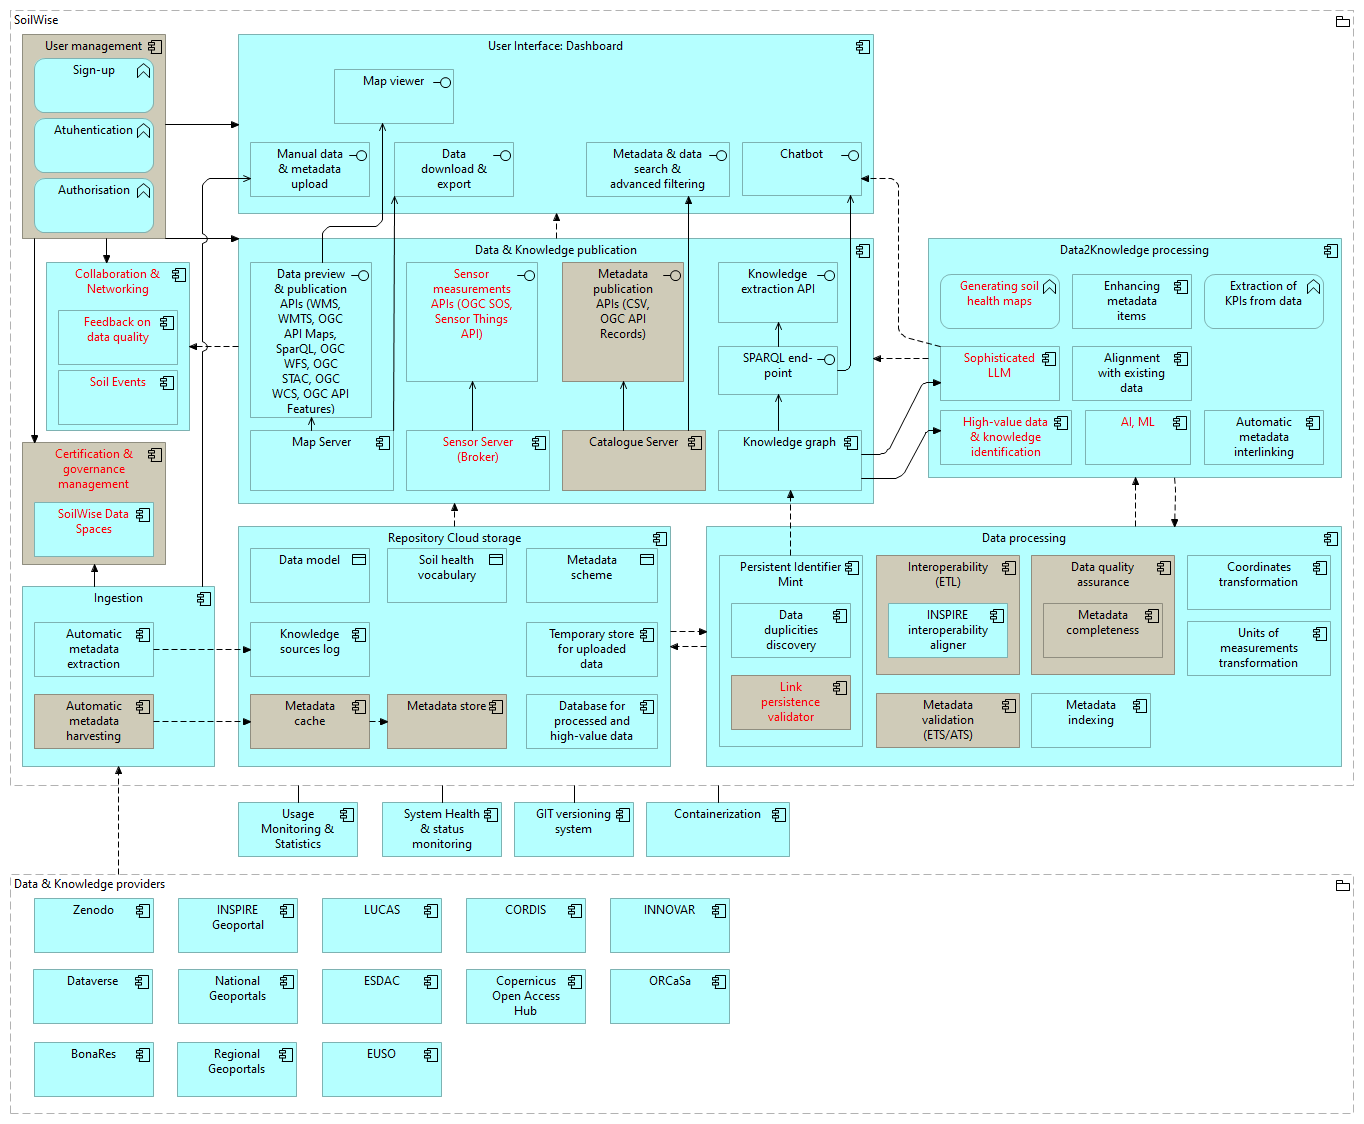 SoilWise
User management
Sign-up
Atuhentication
Authorisation
User Interface: Dashboard
Map viewer
Manual data
& metadata
upload
Data
download &
export
Metadata & data
search &
advanced filtering
Chatbot
Collaboration &
Networking
Feedback on
data quality
Soil Events
Data & Knowledge publication
Data preview
& publication
APIs (WMS,
WMTS, OGC
API Maps,
SparQL, OGC
WFS, OGC
STAC, OGC
WCS, OGC API
Features)
Sensor
measurements
APIs (OGC SOS,
Sensor Things
API)
Metadata
publication
APIs (CSV,
OGC API
Records)
Knowledge
extraction API
SPARQL end-
point
Map Server
Sensor Server
(Broker)
Catalogue Server
Knowledge graph
Data2Knowledge processing
Generating soil
health maps
Enhancing
metadata
items
Extraction of
KPIs from data
Sophisticated
LLM
Alignment
with existing
data
High-value data
& knowledge
identification
AI, ML
Automatic
metadata
interlinking
Certification &
governance
management
SoilWise Data
Spaces
Ingestion
Automatic
metadata
extraction
Automatic
metadata
harvesting
Repository Cloud storage
Data model
Soil health
vocabulary
Metadata
scheme
Knowledge
sources log
Temporary store
for uploaded
data
Metadata
cache
Metadata store
Database for
processed and
high-value data
Data processing
Persistent Identifier
Mint
Data
duplicities
discovery
Link
persistence
validator
Interoperability
(ETL)
INSPIRE
interoperability
aligner
Data quality
assurance
Metadata
completeness
Coordinates
transformation
Units of
measurements
transformation
Metadata
validation
(ETS/ATS)
Metadata
indexing
Usage
Monitoring &
Statistics
System Health
& status
monitoring
GIT versioning
system
Containerization
Data & Knowledge providers
Zenodo
INSPIRE
Geoportal
LUCAS
CORDIS
INNOVAR
Dataverse
National
Geoportals
ESDAC
Copernicus
Open Access
Hub
ORCaSa
BonaRes
Regional
Geoportals
EUSO